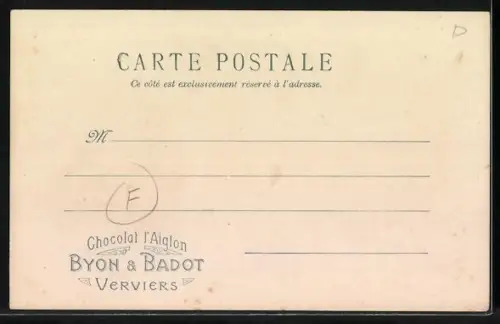 D
CARTE POSTALE
Ce côté est exclusivement réservé à l'adresse.
M
F
Chocolat l'Aiglon
BYON & BADOT
VERVIERS